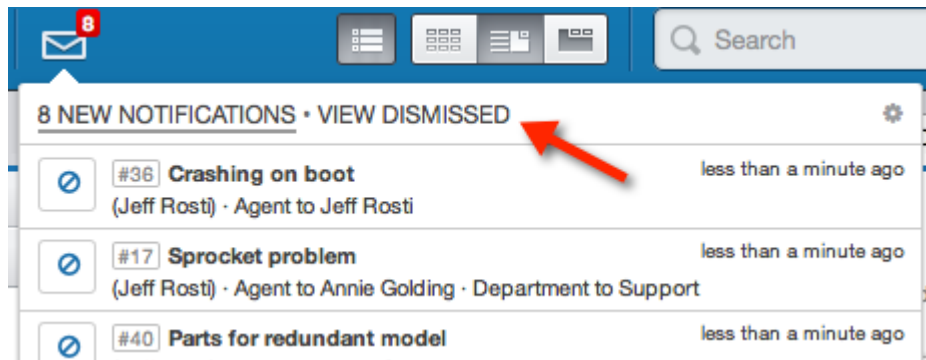 8
Search
8 NEW NOTIFICATIONS • VIEW DISMISSED
#36 Crashing on boot less than a minute ago
(Jeff Rosti) · Agent to Jeff Rosti
#17 Sprocket problem less than a minute ago
(Jeff Rosti) · Agent to Annie Golding · Department to Support
#40 Parts for redundant model less than a minute ago